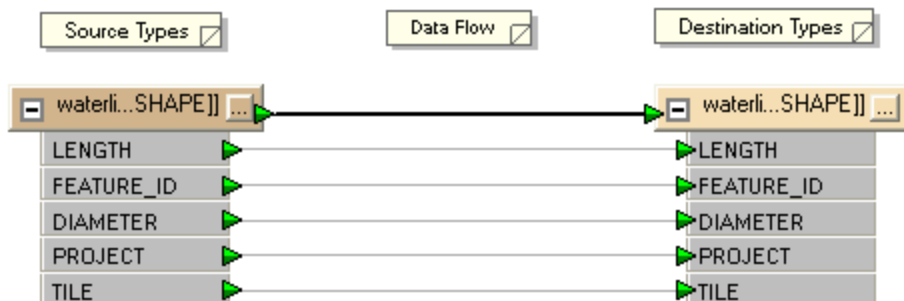 Source Types
Data Flow
Destination Types
waterli...SHAPE]] ...
waterli...SHAPE]] ...
LENGTH
LENGTH
FEATURE_ID
FEATURE_ID
DIAMETER
DIAMETER
PROJECT
PROJECT
TILE
TILE